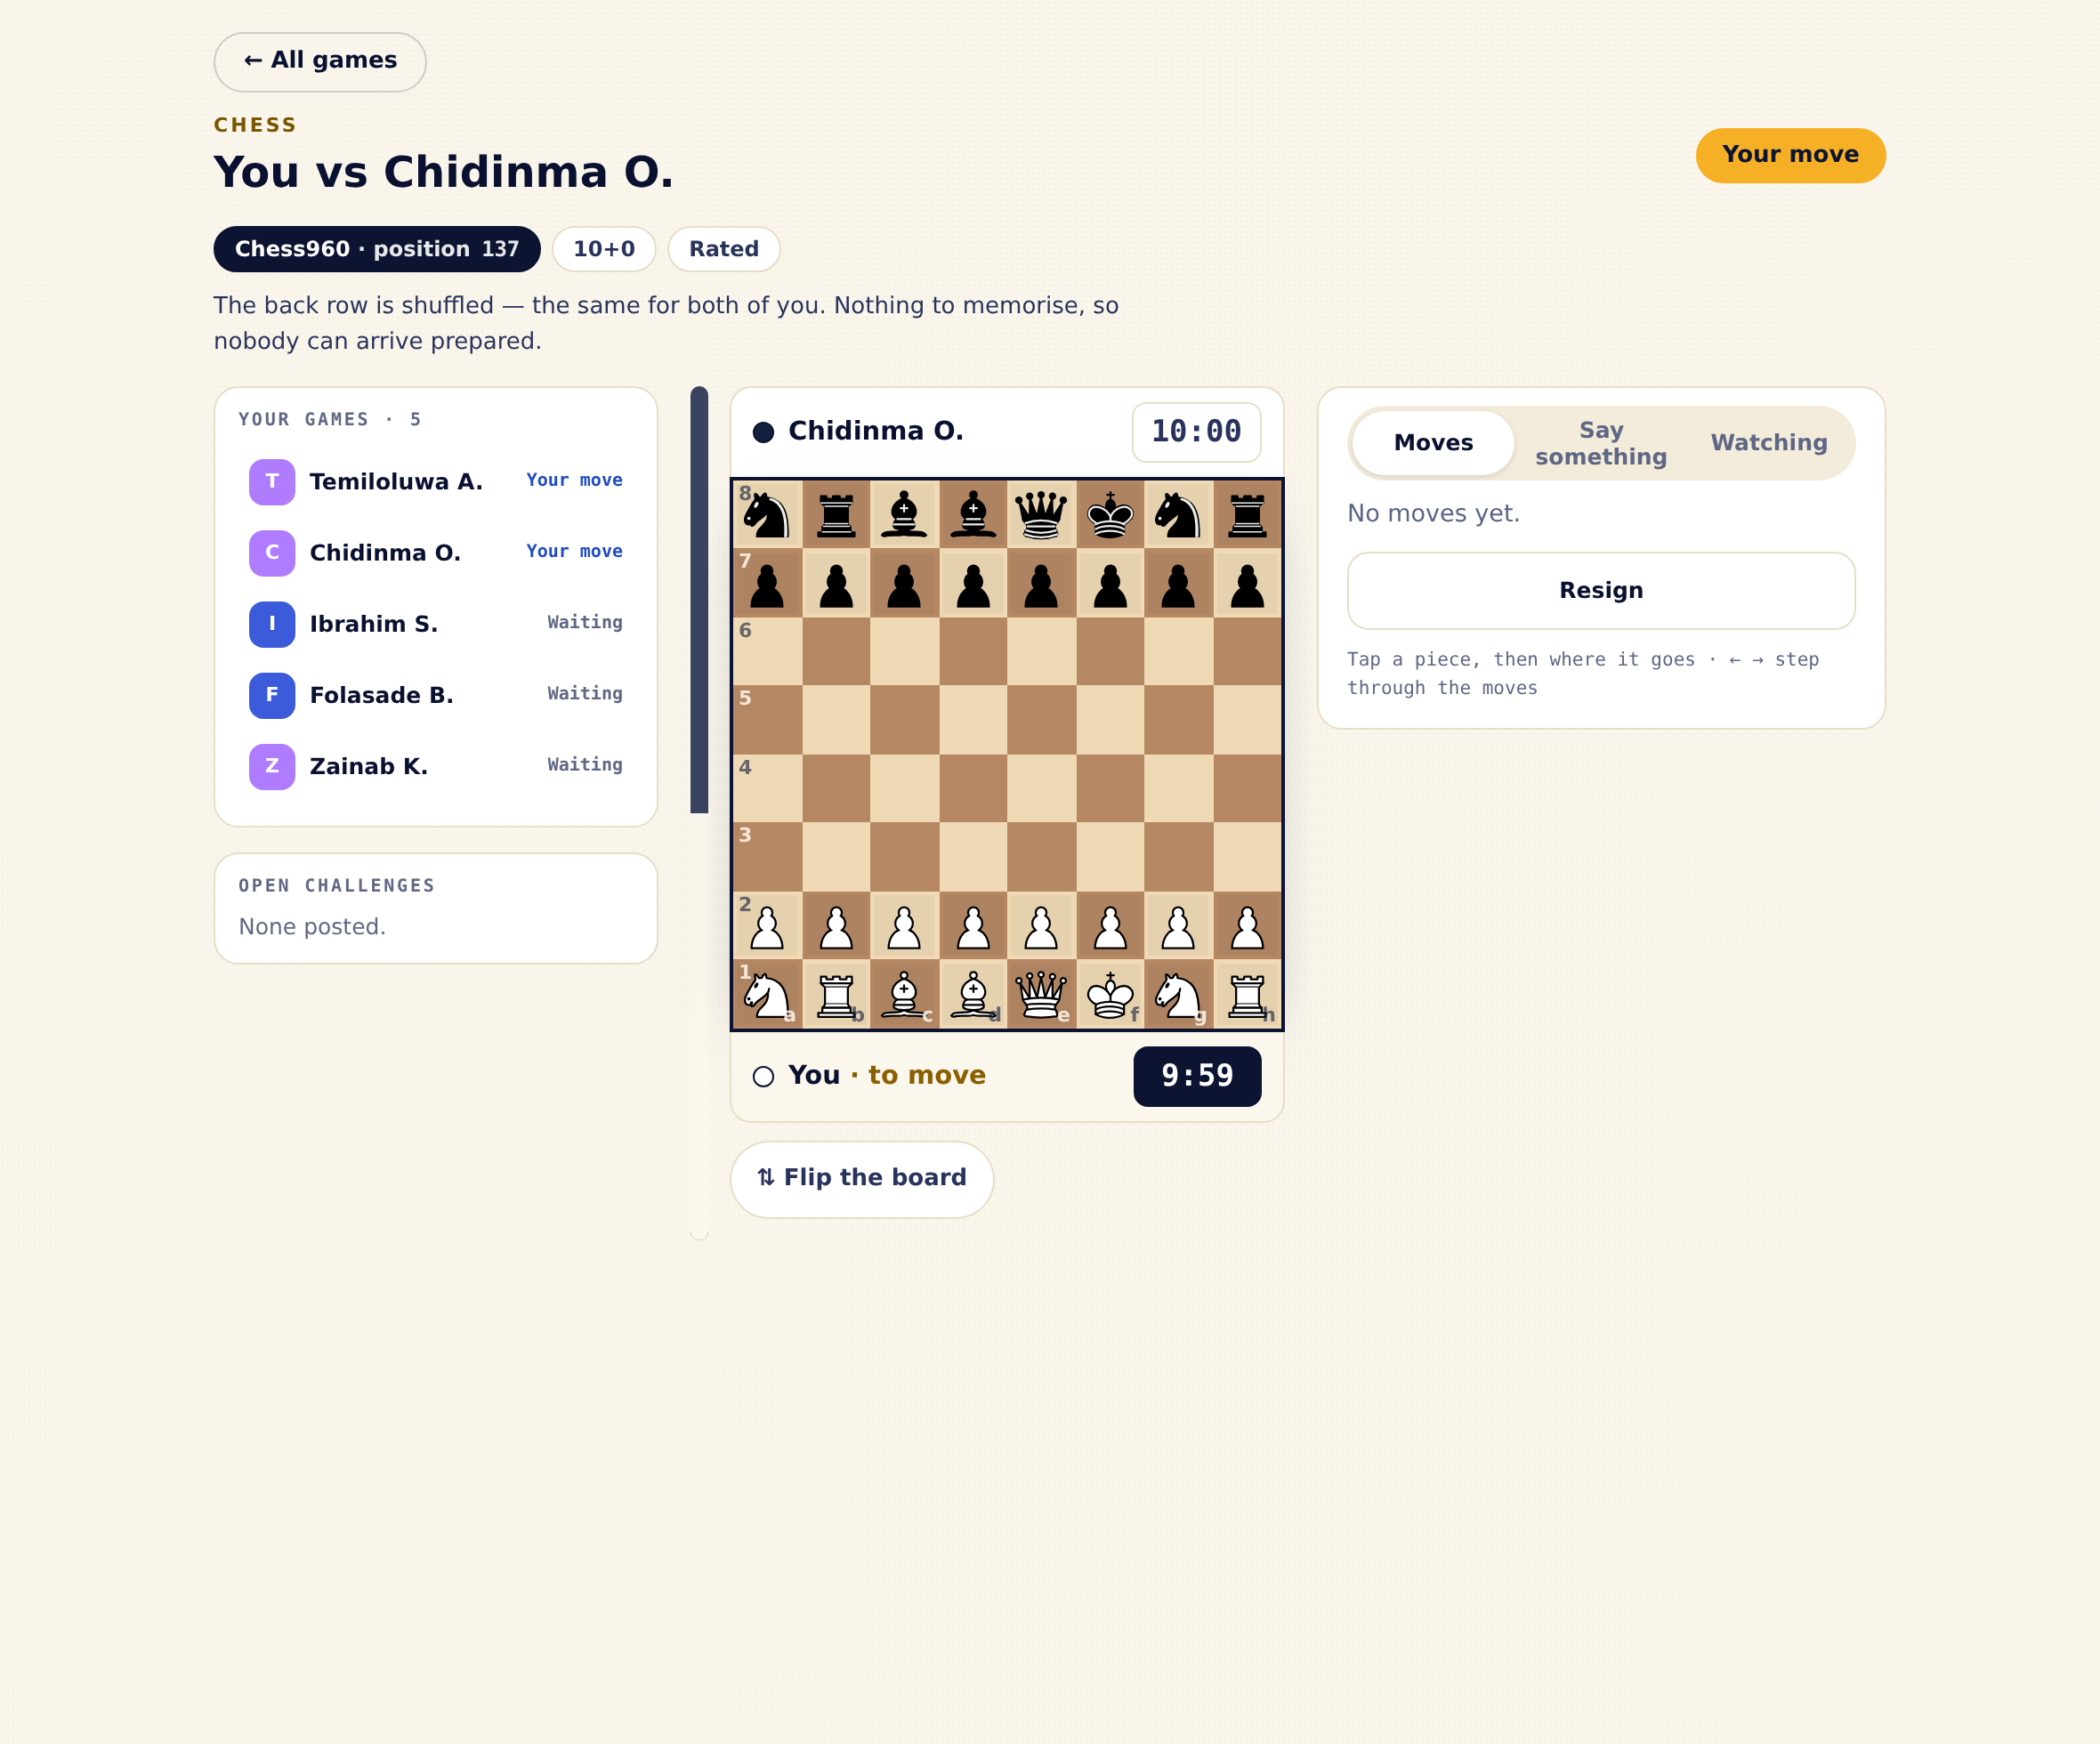 ← All games
CHESS
You vs Chidinma O.
Your move
Chess960 · position 137
10+0
Rated
The back row is shuffled — the same for both of you. Nothing to memorise, so
nobody can arrive prepared.
YOUR GAMES · 5
T Temiloluwa A. Your move
C Chidinma O. Your move
I Ibrahim S. Waiting
F Folasade B. Waiting
Z Zainab K. Waiting
OPEN CHALLENGES
None posted.
Chidinma O. 10:00
8
7
6
5
4
3
2
1
a b c d e f g h
You · to move 9:59
⇅ Flip the board
Moves
Say
something
Watching
No moves yet.
Resign
Tap a piece, then where it goes · ← → step
through the moves